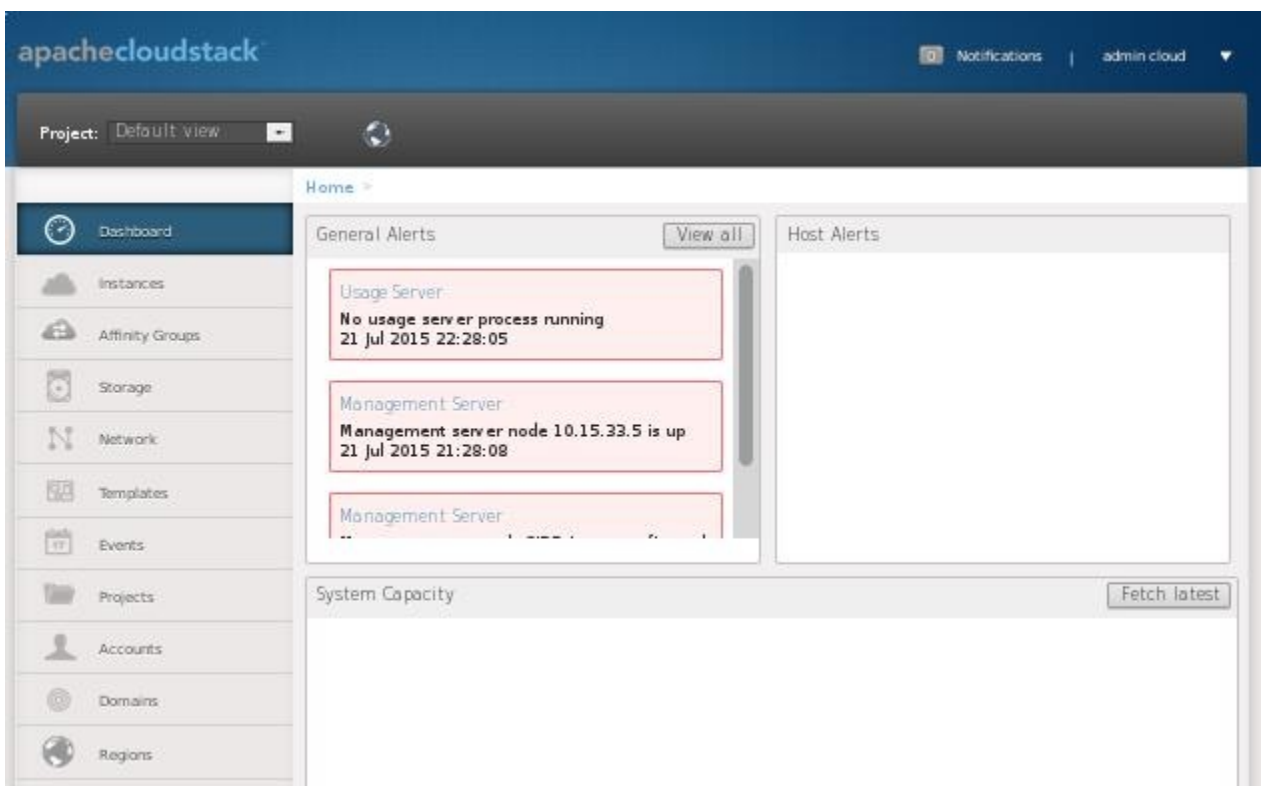 apachecloudstack
0 Notifications | admin cloud
Project: Default view
Home >
Dashboard
Instances
Affinity Groups
Storage
Network
Templates
Events
17
Projects
Accounts
Domains
Regions
General Alerts View all
Usage Server
No usage server process running
21 Jul 2015 22:28:05
Management Server
Management server node 10.15.33.5 is up
21 Jul 2015 21:28:08
Management Server
Host Alerts
System Capacity Fetch latest